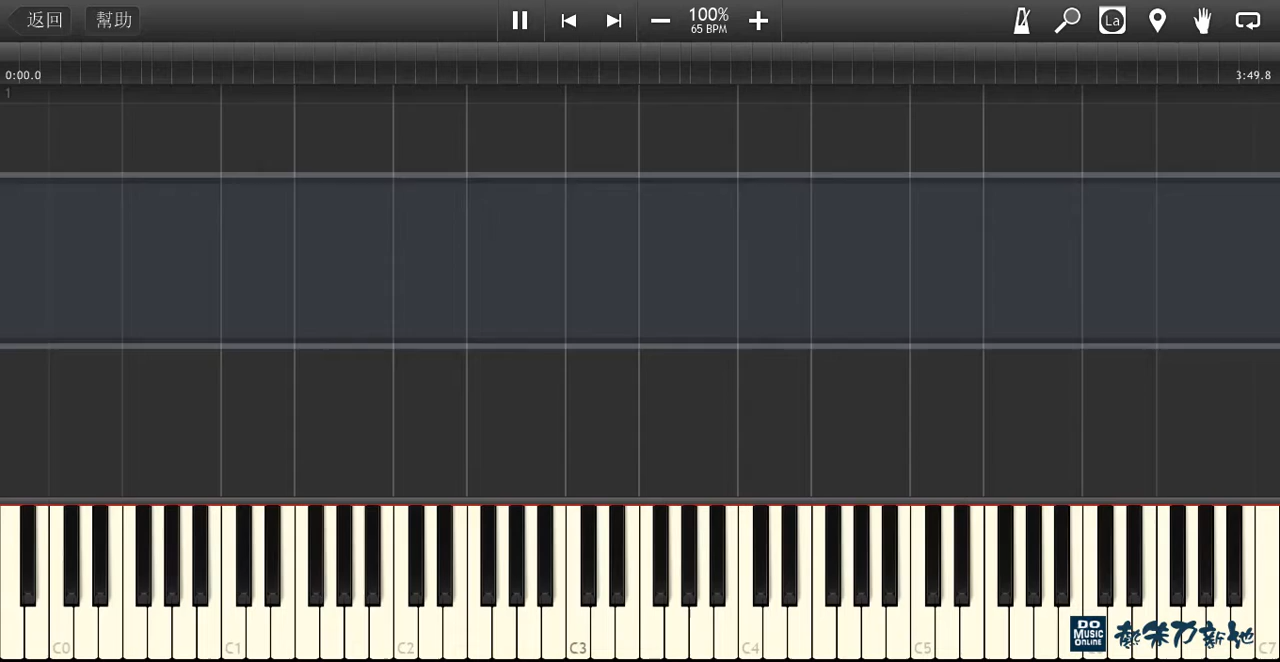 返回
幫助
100%
65 BPM
La
0:00.0
3:49.8
1
C0
C1
C2
C3
C4
C5
C7
DO
MUSIC
ONLINE